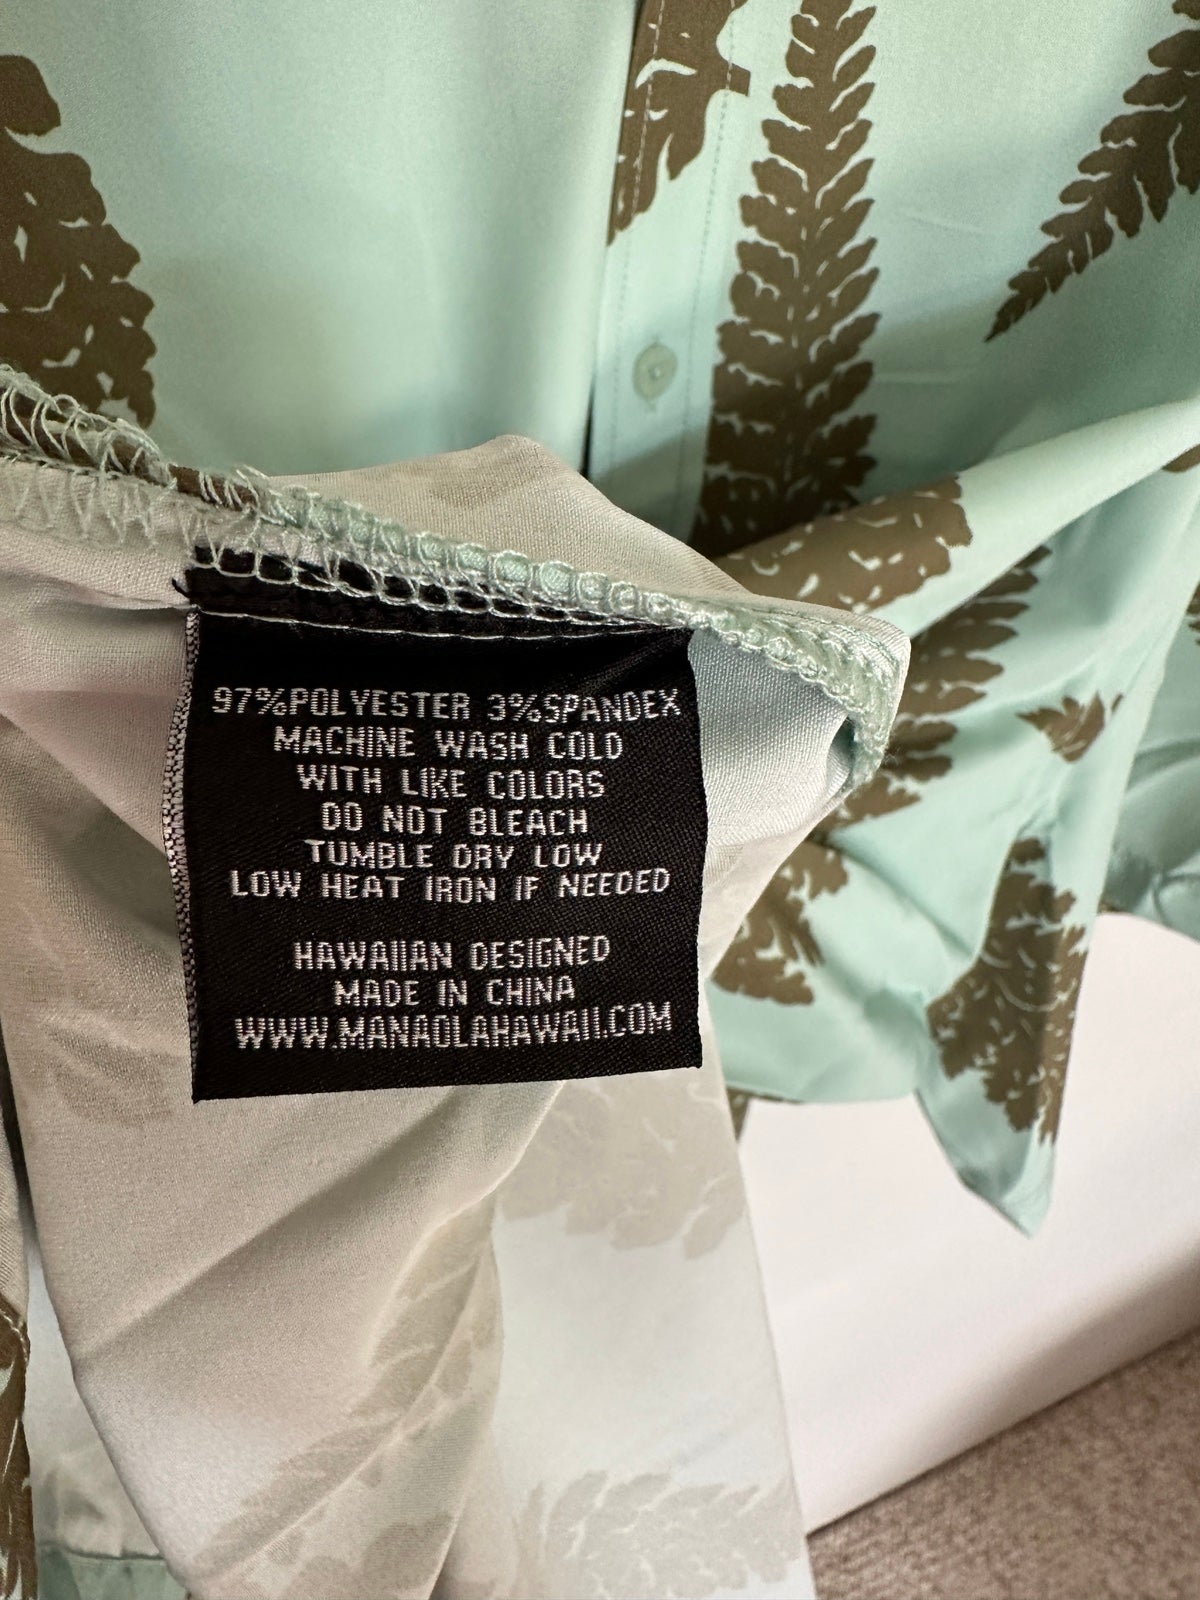 97%POLYESTER 3%SPANDEX
MACHINE WASH COLD
WITH LIKE COLORS
DO NOT BLEACH
TUMBLE DRY LOW
LOW HEAT IRON IF NEEDED
HAWAIIAN DESIGNED
MADE IN CHINA
WWW.MANAOLAHAWAII.COM